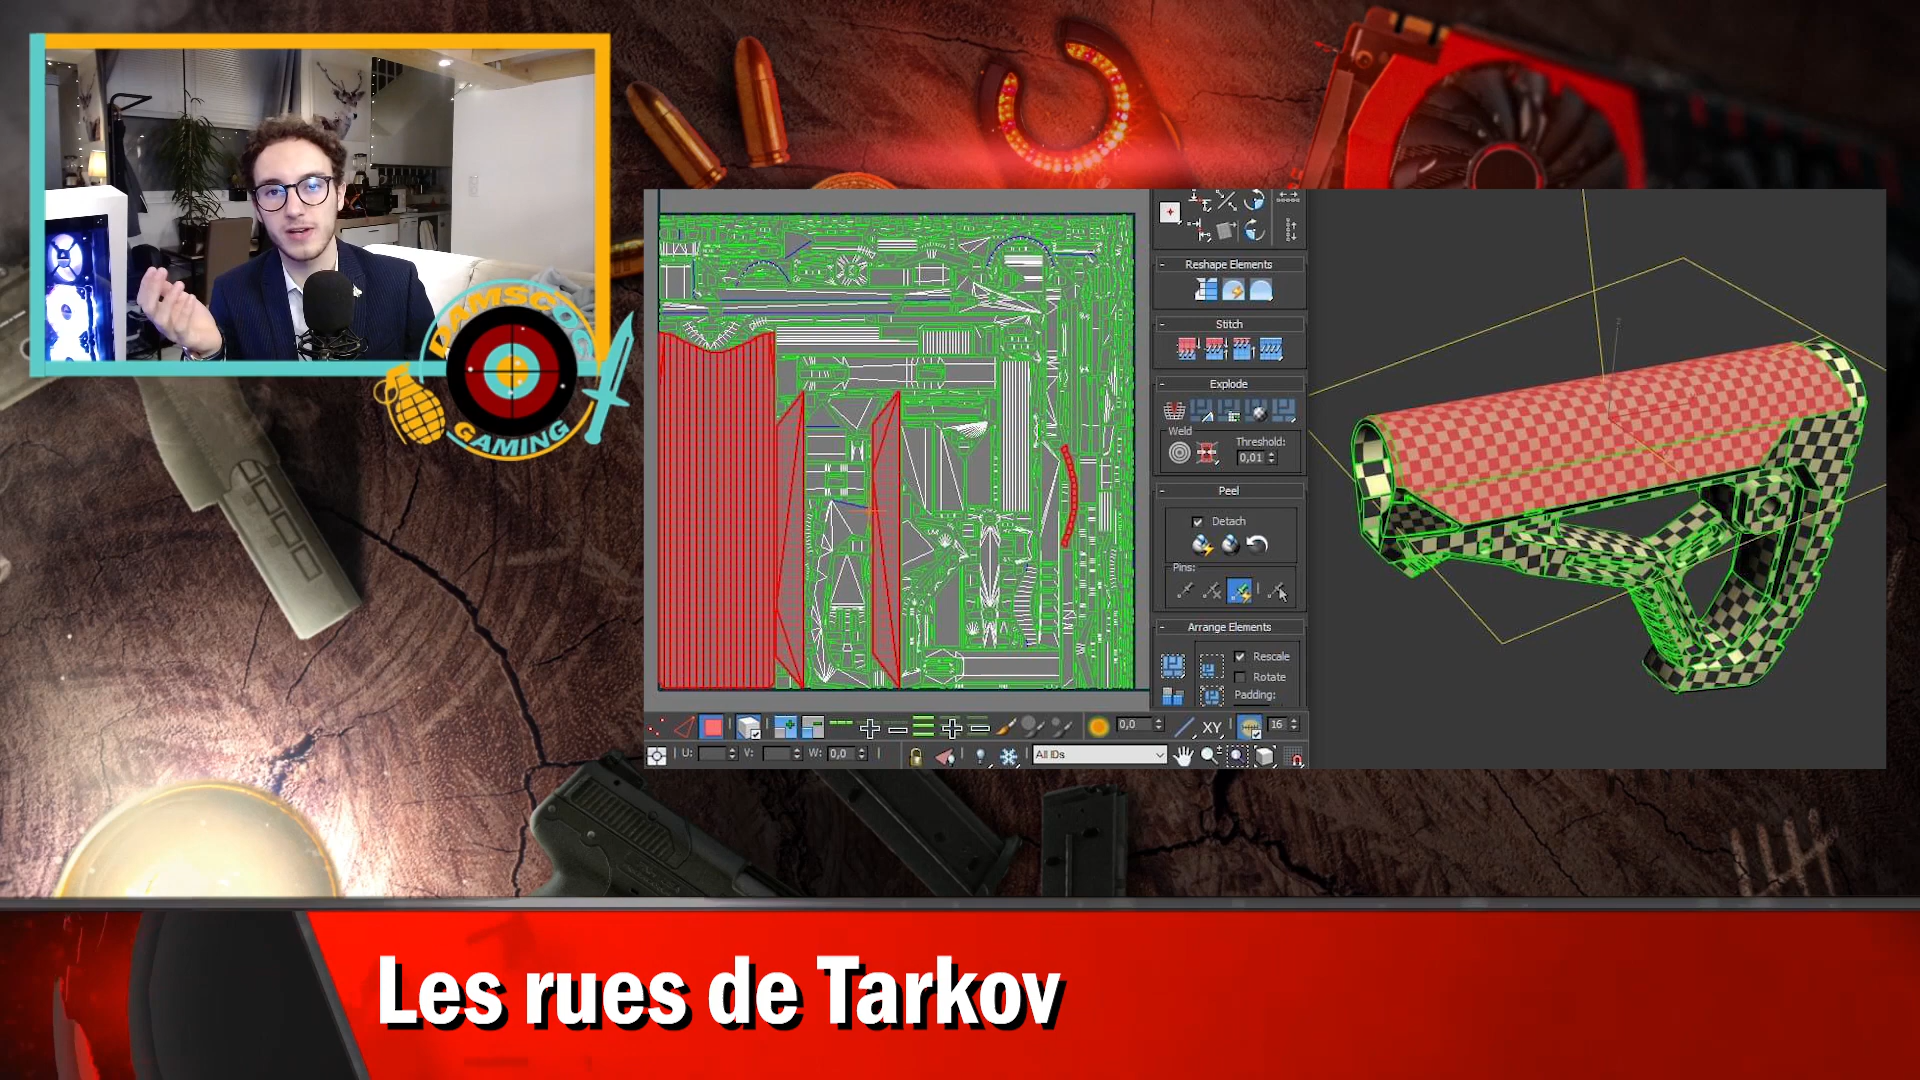 DAMSCOG
GAMING
- Reshape Elements
- Stitch
- Explode
Weld
Threshold:
0,01
- Peel
Detach
Pins:
- Arrange Elements
Rescale
Rotate
Padding:
0,0
XY
16
U:
V:
W: 0,0
All IDs
Les rues de Tarkov